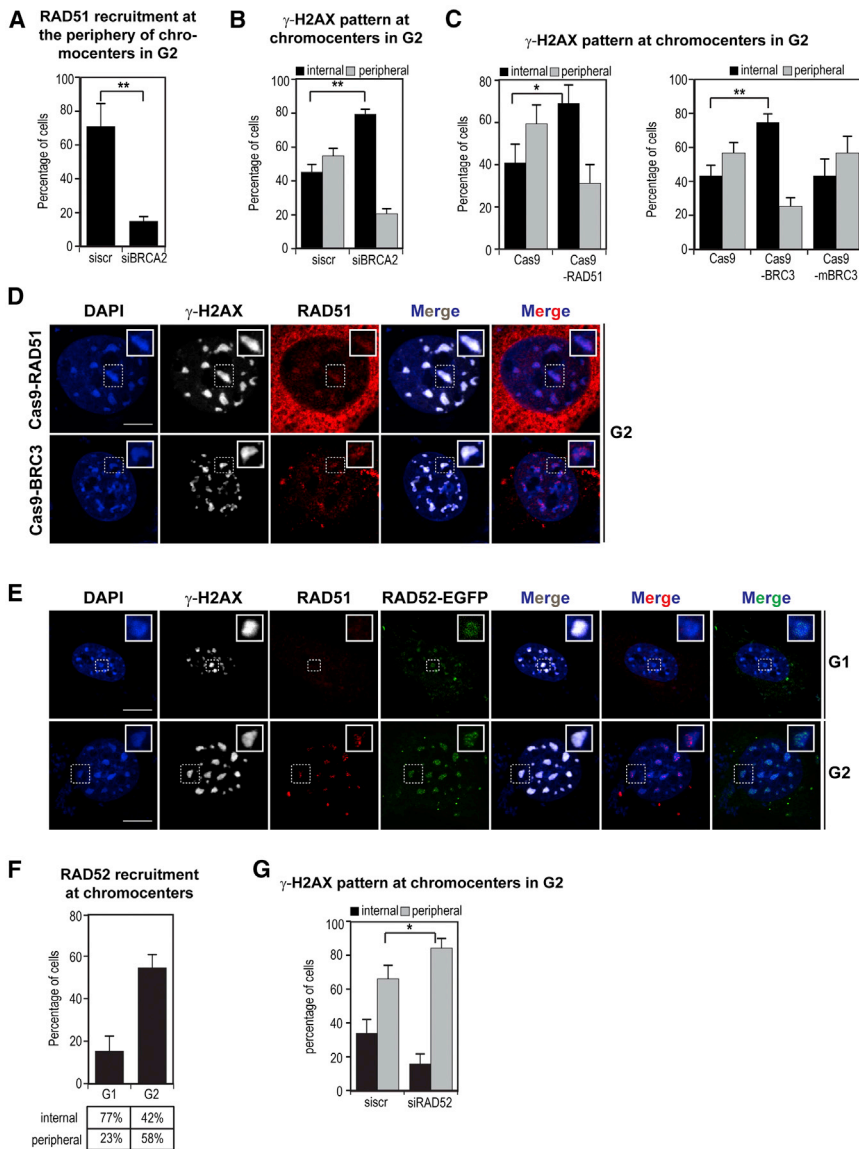 A
RAD51 recruitment at
the periphery of chro-
mocenters in G2
Percentage of cells
100
80
60
40
20
0
**
siscr
siBRCA2
B
γ-H2AX pattern at
chromocenters in G2
internal
peripheral
Percentage of cells
100
80
60
40
20
0
**
siscr
siBRCA2
C
γ-H2AX pattern at chromocenters in G2
internal
peripheral
Percentage of cells
80
60
40
20
0
*
Cas9
Cas9
-RAD51
internal
peripheral
Percentage of cells
100
80
60
40
20
0
**
Cas9
Cas9
-BRC3
Cas9
-mBRC3
D
DAPI
γ-H2AX
RAD51
Merge
Merge
Cas9-RAD51
Cas9-BRC3
G2
E
DAPI
γ-H2AX
RAD51
RAD52-EGFP
Merge
Merge
Merge
G1
G2
F
RAD52 recruitment
at chromocenters
Percentage of cells
80
60
40
20
0
G1
G2
internal 77% 42%
peripheral 23% 58%
G
γ-H2AX pattern at chromocenters in G2
internal
peripheral
percentage of cells
100
80
60
40
20
0
*
siscr
siRAD52